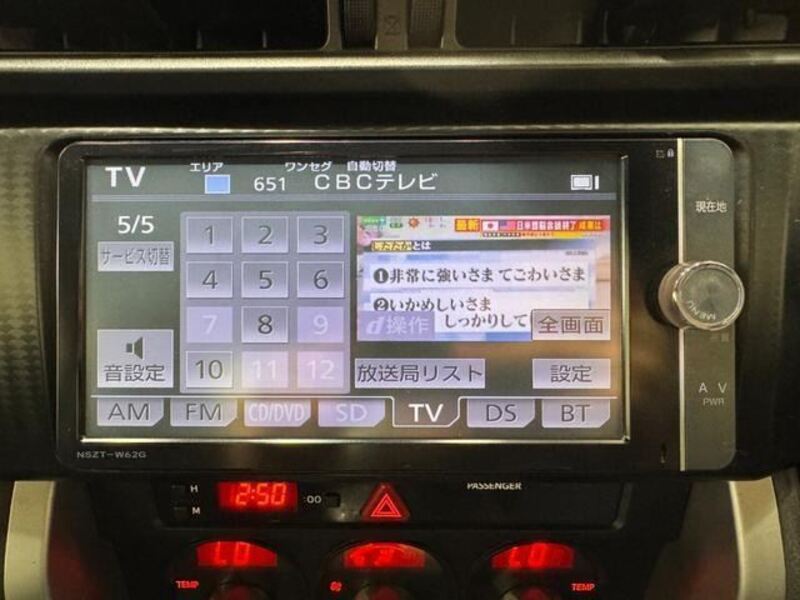 TV
エリア
ワンセグ 自動切替
651 CBCテレビ
現在地
5/5
サービス切替
1 2 3
4 5 6
7 8 9
10 11 12
最新
とは
❶非常に強いさま てごわいさま
❷いかめしいさま
しっかりして
d操作
全画面
音設定
放送局リスト
設定
AM FM CD/DVD SD TV DS BT
MENU
∧ ∨
PWR
NSZT-W62G
H
M
2:50
:00
PASSENGER
LO LO
TEMP
TEMP